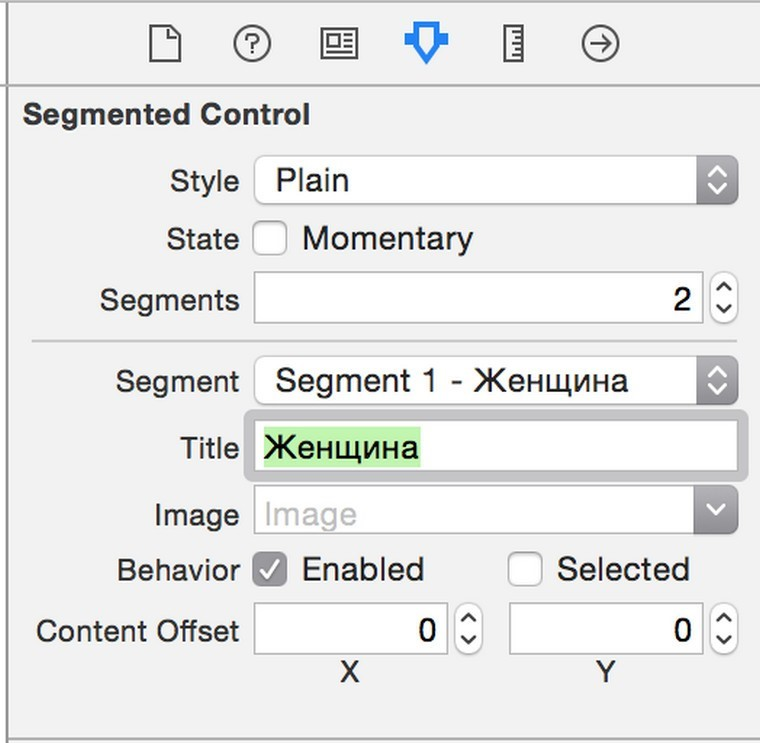 Segmented Control
Style Plain
State Momentary
Segments 2
Segment Segment 1 - Женщина
Title Женщина
Image Image
Behavior Enabled Selected
Content Offset 0 0
X Y